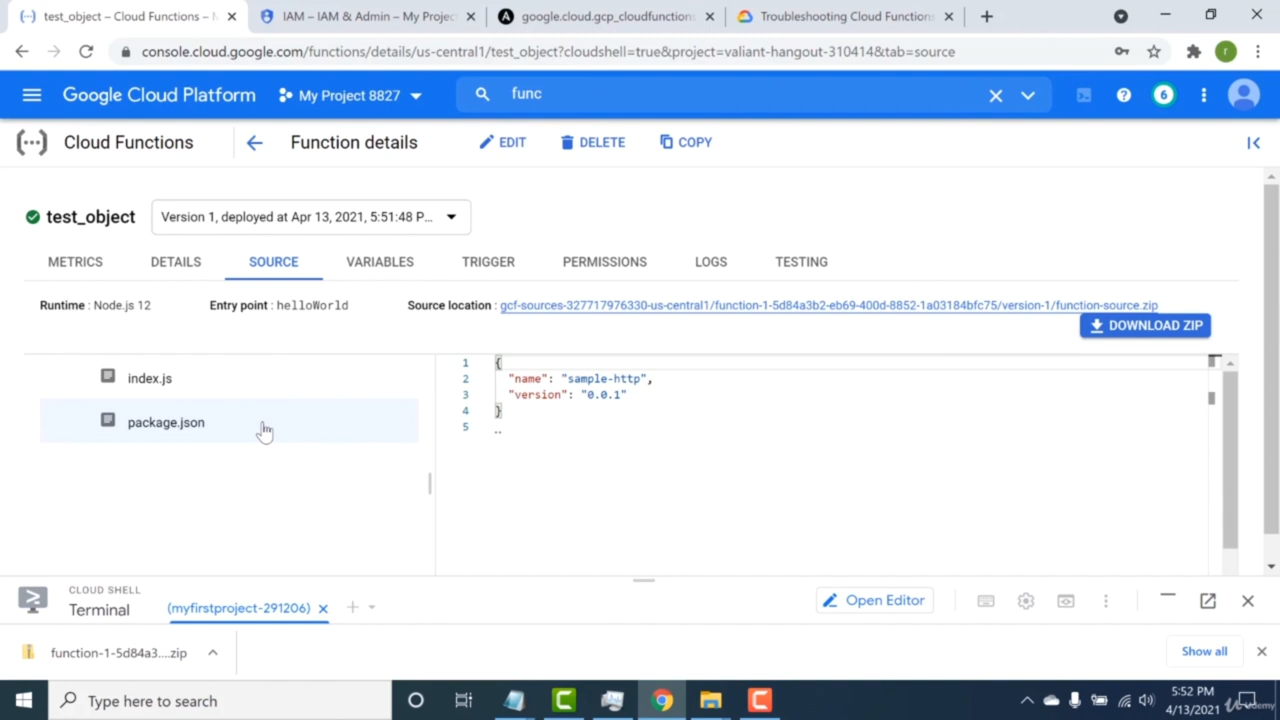 test_object – Cloud Functions – M
IAM – IAM & Admin – My Projec
google.cloud.gcp_cloudfunctions
Troubleshooting Cloud Functions
console.cloud.google.com/functions/details/us-central1/test_object?cloudshell=true&project=valiant-hangout-310414&tab=source
r
Google Cloud Platform
My Project 8827
func
6
Cloud Functions
Function details
EDIT
DELETE
COPY
test_object
Version 1, deployed at Apr 13, 2021, 5:51:48 P...
METRICS
DETAILS
SOURCE
VARIABLES
TRIGGER
PERMISSIONS
LOGS
TESTING
Runtime : Node.js 12
Entry point : helloWorld
Source location : gcf-sources-327717976330-us-central1/function-1-5d84a3b2-eb69-400d-8852-1a03184bfc75/version-1/function-source.zip
DOWNLOAD ZIP
index.js
package.json
1 {
2 "name": "sample-http",
3 "version": "0.0.1"
4 }
5
CLOUD SHELL
Terminal
(myfirstproject-291206)
Open Editor
function-1-5d84a3....zip
Show all
Type here to search
5:52 PM
4/13/2021
Udemy